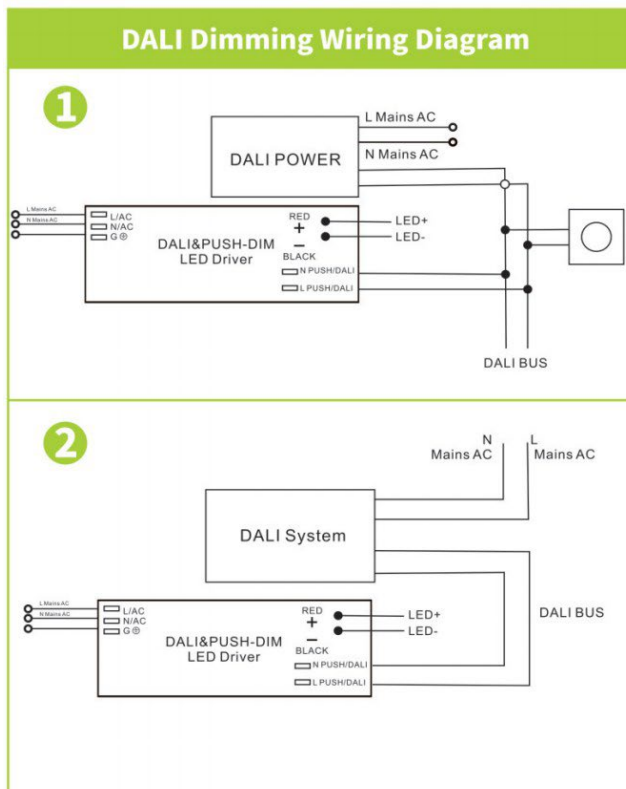 DALI Dimming Wiring Diagram
1
L Mains AC
N Mains AC
DALI POWER
L Mains AC
N Mains AC
L/AC
N/AC
G
DALI&PUSH-DIM
LED Driver
RED
+
–
BLACK
LED+
LED-
N PUSH/DALI
L PUSH/DALI
DALI BUS
2
N
Mains AC
L
Mains AC
DALI System
L Mains AC
N Mains AC
L/AC
N/AC
G
DALI&PUSH-DIM
LED Driver
RED
+
–
BLACK
LED+
LED-
N PUSH/DALI
L PUSH/DALI
DALI BUS